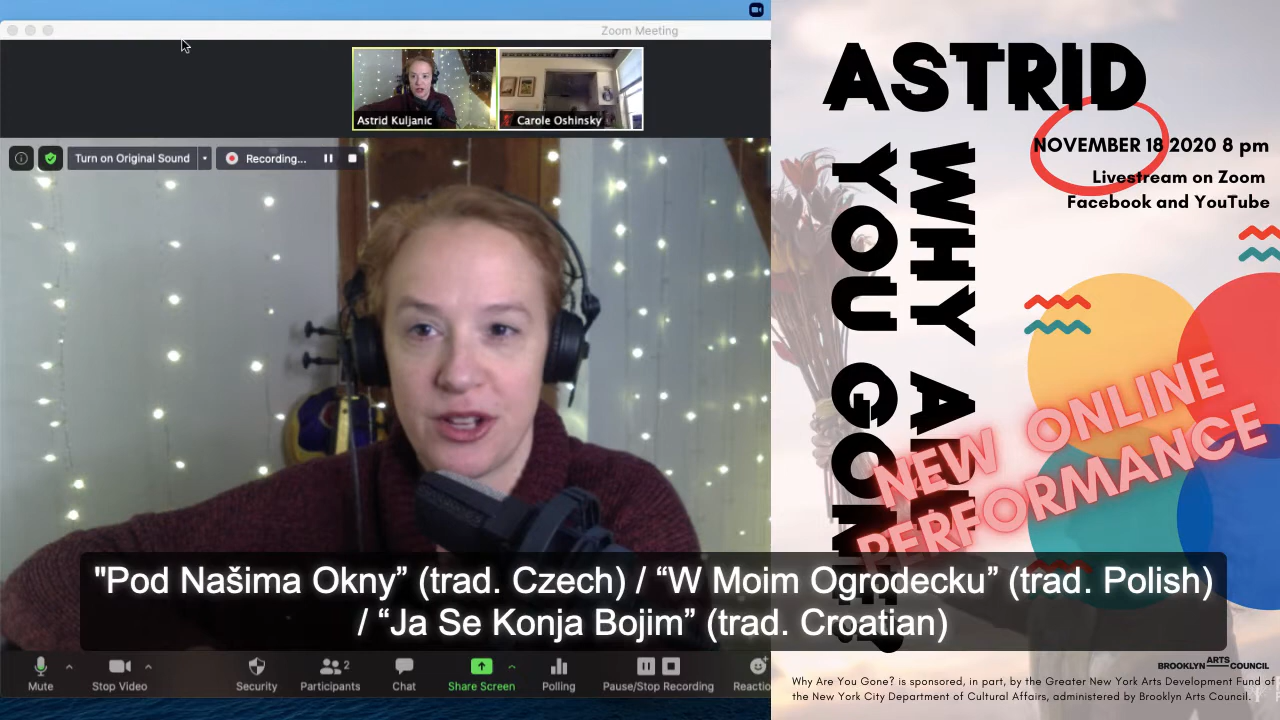 Zoom Meeting
Astrid Kuljanic
Carole Oshinsky
Turn on Original Sound
Recording...
ASTRID
NOVEMBER 18 2020 8 pm
Livestream on Zoom
Facebook and YouTube
WHY ARE
YOU GONE?
NEW ONLINE
PERFORMANCE
"Pod Našima Okny” (trad. Czech) / “W Moim Ogrodecku” (trad. Polish)
/ “Ja Se Konja Bojim” (trad. Croatian)
Mute
Stop Video
Security
Participants
2
Chat
Share Screen
Polling
Pause/Stop Recording
Reactio
BROOKLYN ARTS COUNCIL
Why Are You Gone? is sponsored, in part, by the Greater New York Arts Development Fund of
the New York City Department of Cultural Affairs, administered by Brooklyn Arts Council.